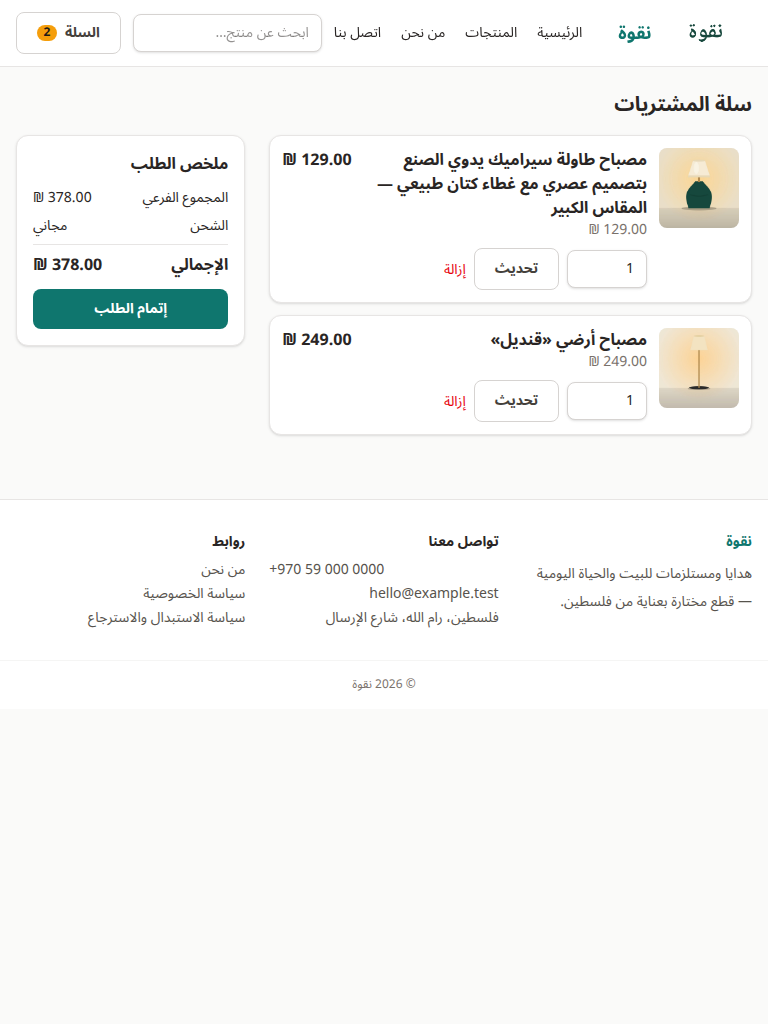 نقوة
نقوة
الرئيسية
المنتجات
من نحن
اتصل بنا
ابحث عن منتج...
السلة 2
سلة المشتريات
مصباح طاولة سيراميك يدوي الصنع
بتصميم عصري مع غطاء كتان طبيعي —
المقاس الكبير
129.00 ₪
129.00 ₪
1
تحديث
إزالة
مصباح أرضي «قنديل»
249.00 ₪
249.00 ₪
1
تحديث
إزالة
ملخص الطلب
المجموع الفرعي 378.00 ₪
الشحن مجاني
الإجمالي 378.00 ₪
إتمام الطلب
نقوة
هدايا ومستلزمات للبيت والحياة اليومية
— قطع مختارة بعناية من فلسطين.
تواصل معنا
+970 59 000 0000
hello@example.test
فلسطين، رام الله، شارع الإرسال
روابط
من نحن
سياسة الخصوصية
سياسة الاستبدال والاسترجاع
© 2026 نقوة